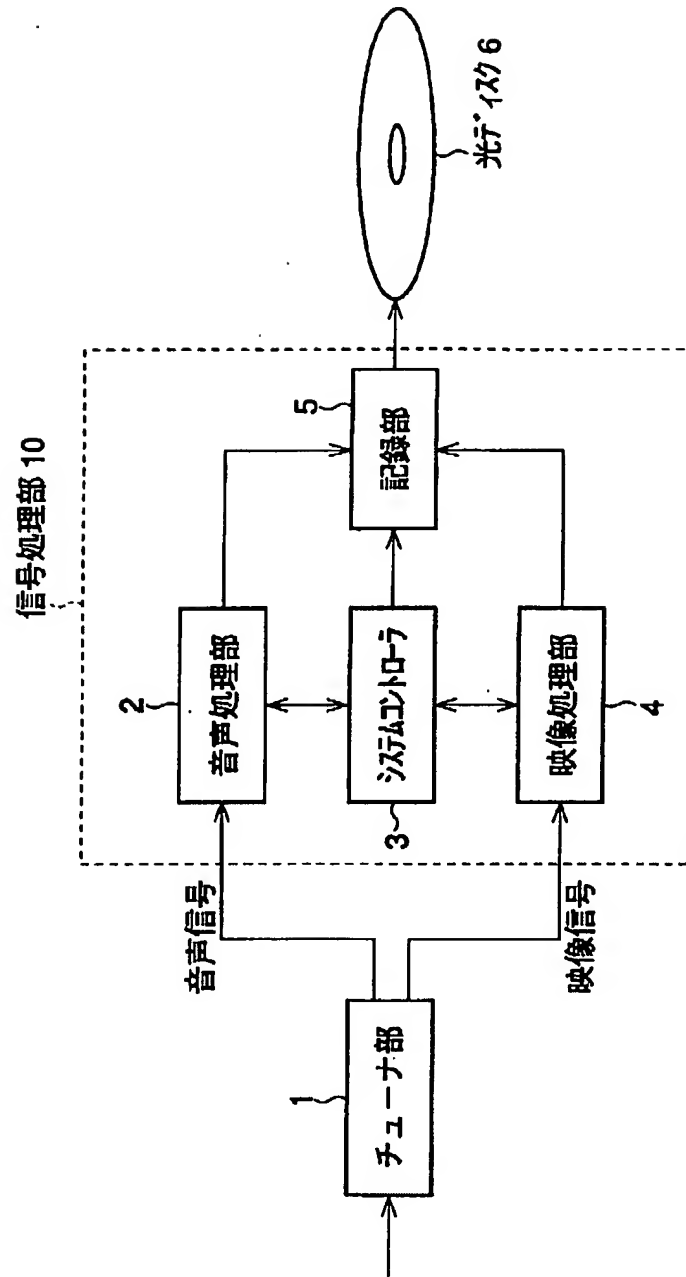 信号処理部 10
1
チューナ部
音声信号
映像信号
2
音声処理部
3
システムコントローラ
4
映像処理部
5
記録部
光ディスク 6